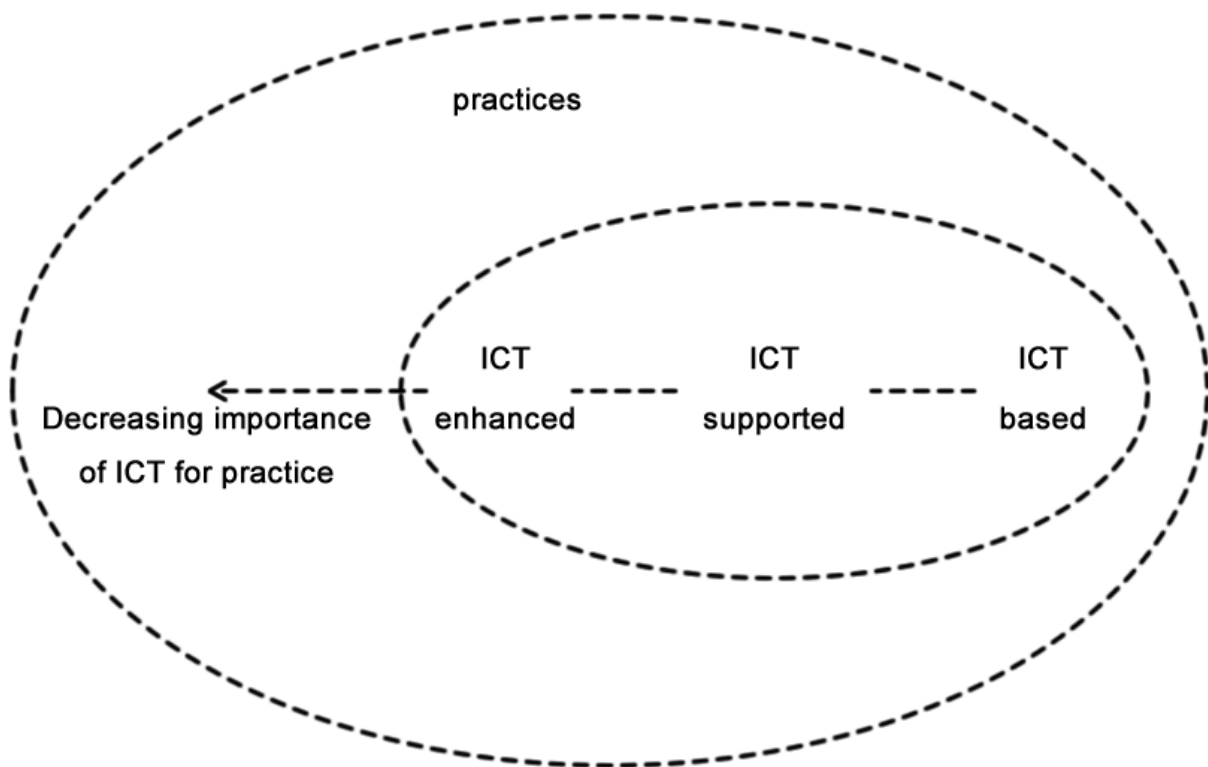 practices
ICT
enhanced
ICT
supported
ICT
based
Decreasing importance
of ICT for practice